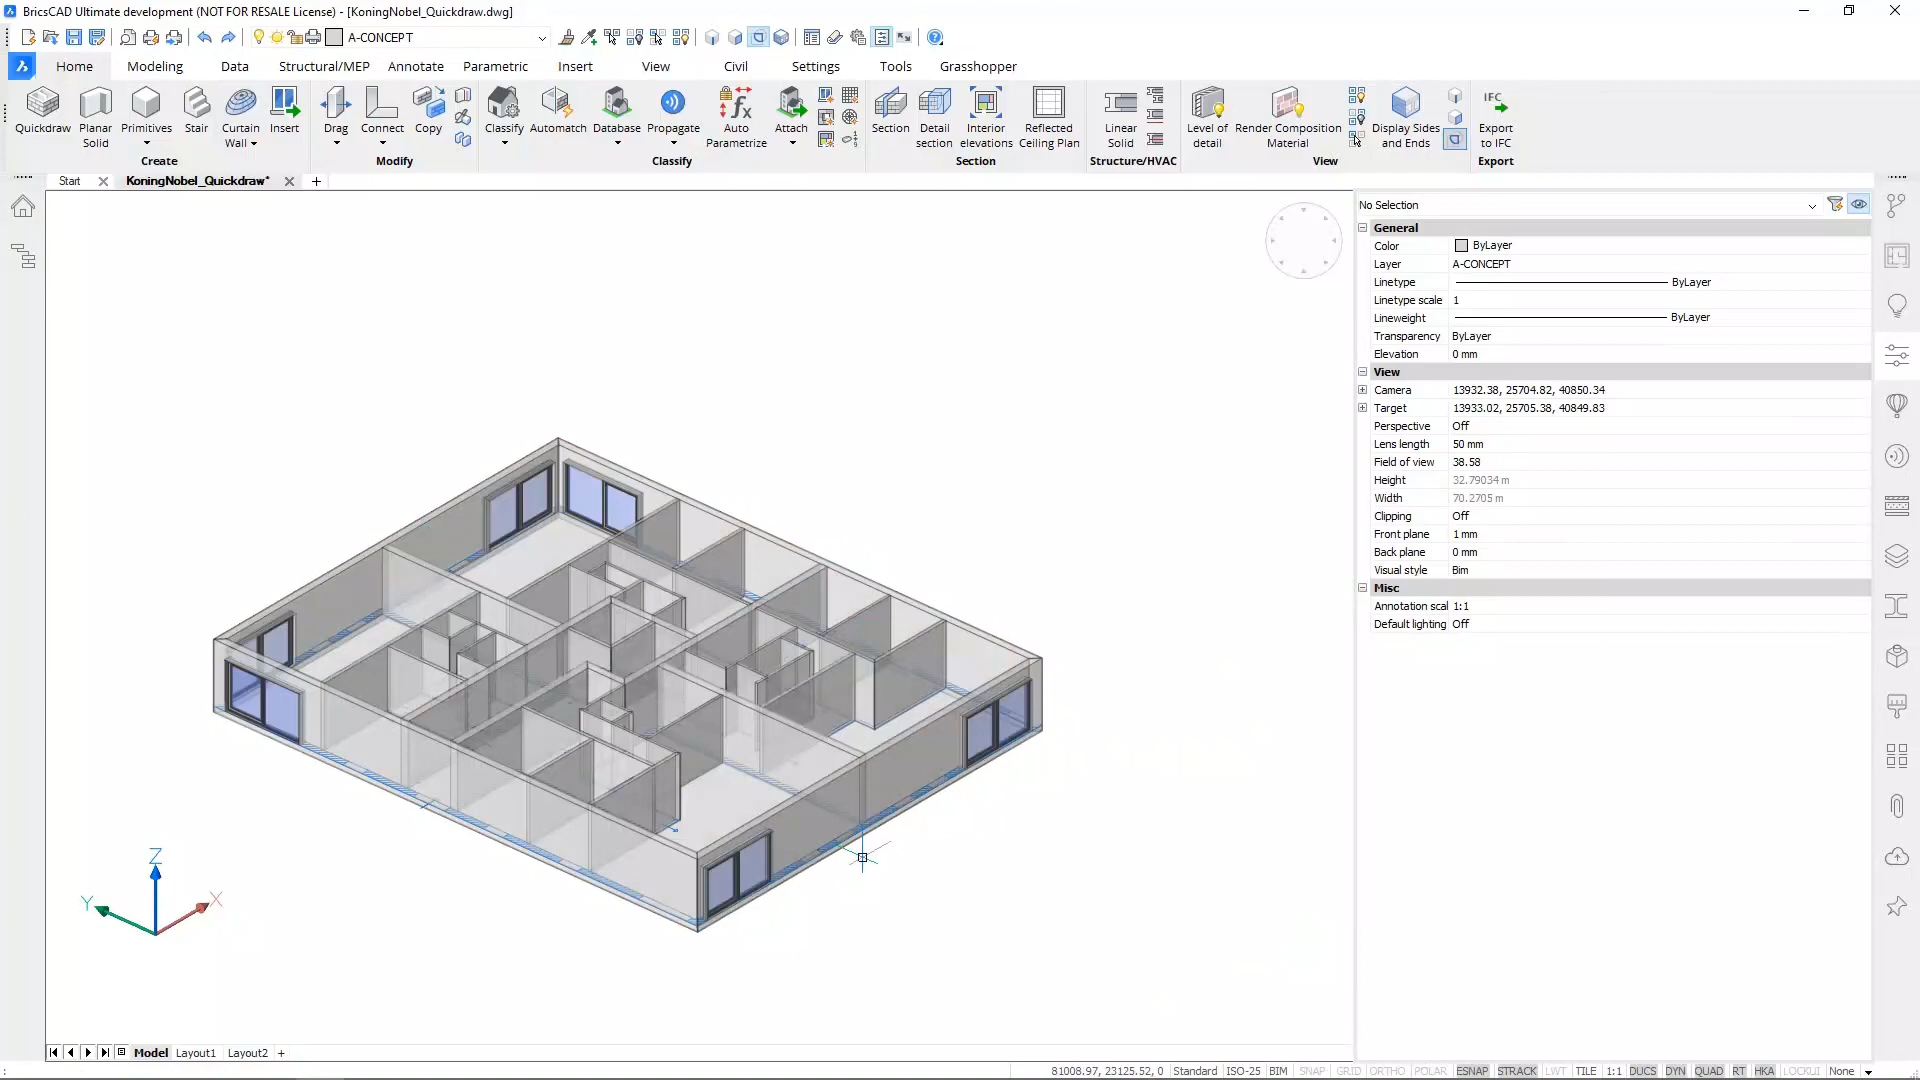 BricsCAD Ultimate development (NOT FOR RESALE License) - [KoningNobel_Quickdraw.dwg]
A-CONCEPT
Home Modeling Data Structural/MEP Annotate Parametric Insert View Civil Settings Tools Grasshopper
Quickdraw Planar Solid Primitives Stair Curtain Wall Insert
Drag Connect Copy
Classify Automatch Database Propagate Auto Parametrize Attach
Section Detail section Interior elevations Reflected Ceiling Plan
Linear Solid
Level of detail Render Composition Material Display Sides and Ends
IFC
Export to IFC
Create Modify Classify Section Structure/HVAC View Export
Start KoningNobel_Quickdraw* +
No Selection
General
Color ByLayer
Layer A-CONCEPT
Linetype ByLayer
Linetype scale 1
Lineweight ByLayer
Transparency ByLayer
Elevation 0 mm
View
Camera 13932.38, 25704.82, 40850.34
Target 13933.02, 25705.38, 40849.83
Perspective Off
Lens length 50 mm
Field of view 38.58
Height 32.79034 m
Width 70.2705 m
Clipping Off
Front plane 1 mm
Back plane 0 mm
Visual style Bim
Misc
Annotation scal 1:1
Default lighting Off
Z
Y X
Model Layout1 Layout2 +
: 81008.97, 23125.52, 0 Standard ISO-25 BIM SNAP GRID ORTHO POLAR ESNAP STRACK LWT TILE 1:1 DUCS DYN QUAD RT HKA LOCKUI None